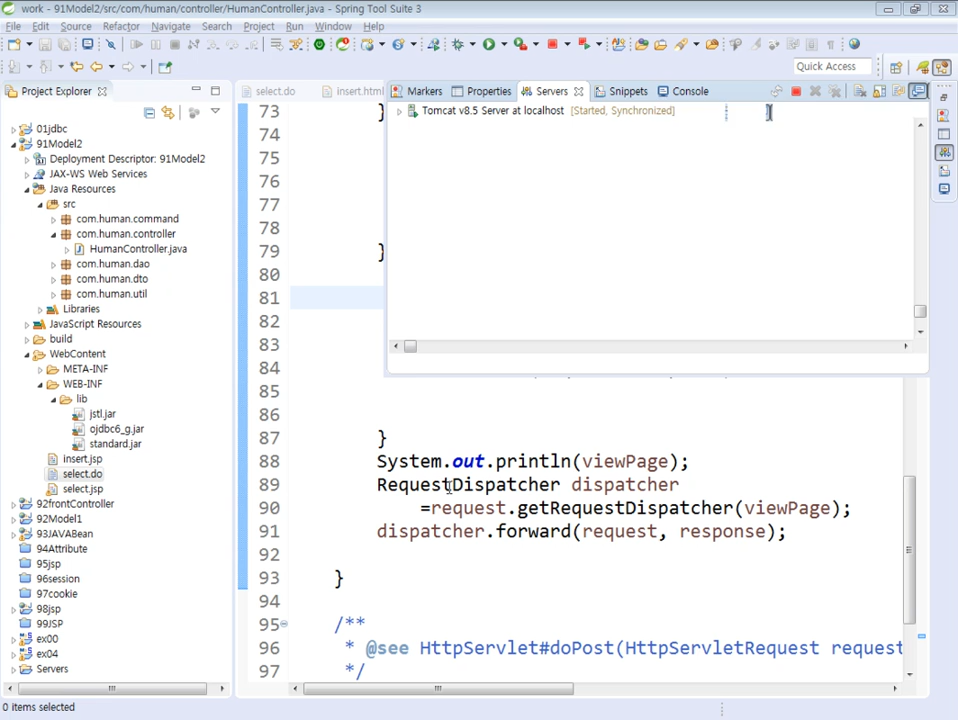 work - 91Model2/src/com/human/controller/HumanController.java - Spring Tool Suite 3
File Edit Source Refactor Navigate Search Project Run Window Help
Quick Access
Project Explorer
select.do
insert.html
Markers
Properties
Servers
Snippets
Console
Tomcat v8.5 Server at localhost [Started, Synchronized]
01jdbc
91Model2
Deployment Descriptor: 91Model2
JAX-WS Web Services
Java Resources
src
com.human.command
com.human.controller
HumanController.java
com.human.dao
com.human.dto
com.human.util
Libraries
JavaScript Resources
build
WebContent
META-INF
WEB-INF
lib
jstl.jar
ojdbc6_g.jar
standard.jar
insert.jsp
select.do
select.jsp
92frontController
92Model1
93JAVABean
94Attribute
95jsp
96session
97cookie
98jsp
99JSP
ex00
ex04
Servers
73 }
74
75
76
77
78
79 }
80
81
82
83
84
85
86
87 }
88 System.out.println(viewPage);
89 RequestDispatcher dispatcher
90 =request.getRequestDispatcher(viewPage);
91 dispatcher.forward(request, response);
92
93 }
94
95 /**
96 * @see HttpServlet#doPost(HttpServletRequest request
97 */
0 items selected